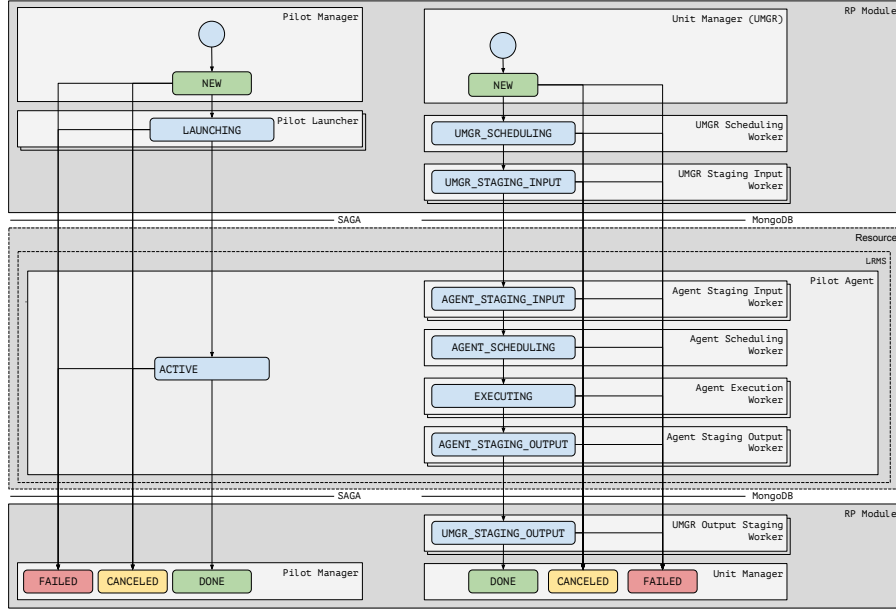 RP Module
Pilot Manager
Unit Manager (UMGR)
NEW
NEW
Pilot Launcher
LAUNCHING
UMGR Scheduling
Worker
UMGR_SCHEDULING
UMGR Staging Input
Worker
UMGR_STAGING_INPUT
SAGA
MongoDB
Resource
LRMS
Pilot Agent
Agent Staging Input
Worker
AGENT_STAGING_INPUT
Agent Scheduling
Worker
AGENT_SCHEDULING
ACTIVE
Agent Execution
Worker
EXECUTING
Agent Staging Output
Worker
AGENT_STAGING_OUTPUT
SAGA
MongoDB
RP Module
UMGR Output Staging
Worker
UMGR_STAGING_OUTPUT
Pilot Manager
FAILED
CANCELED
DONE
Unit Manager
DONE
CANCELED
FAILED